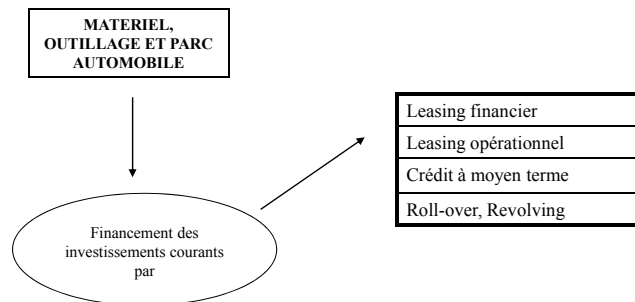 MATERIEL,
OUTILLAGE ET PARC
AUTOMOBILE
Leasing financier
Leasing opérationnel
Crédit à moyen terme
Roll-over, Revolving
Financement des
investissements courants
par